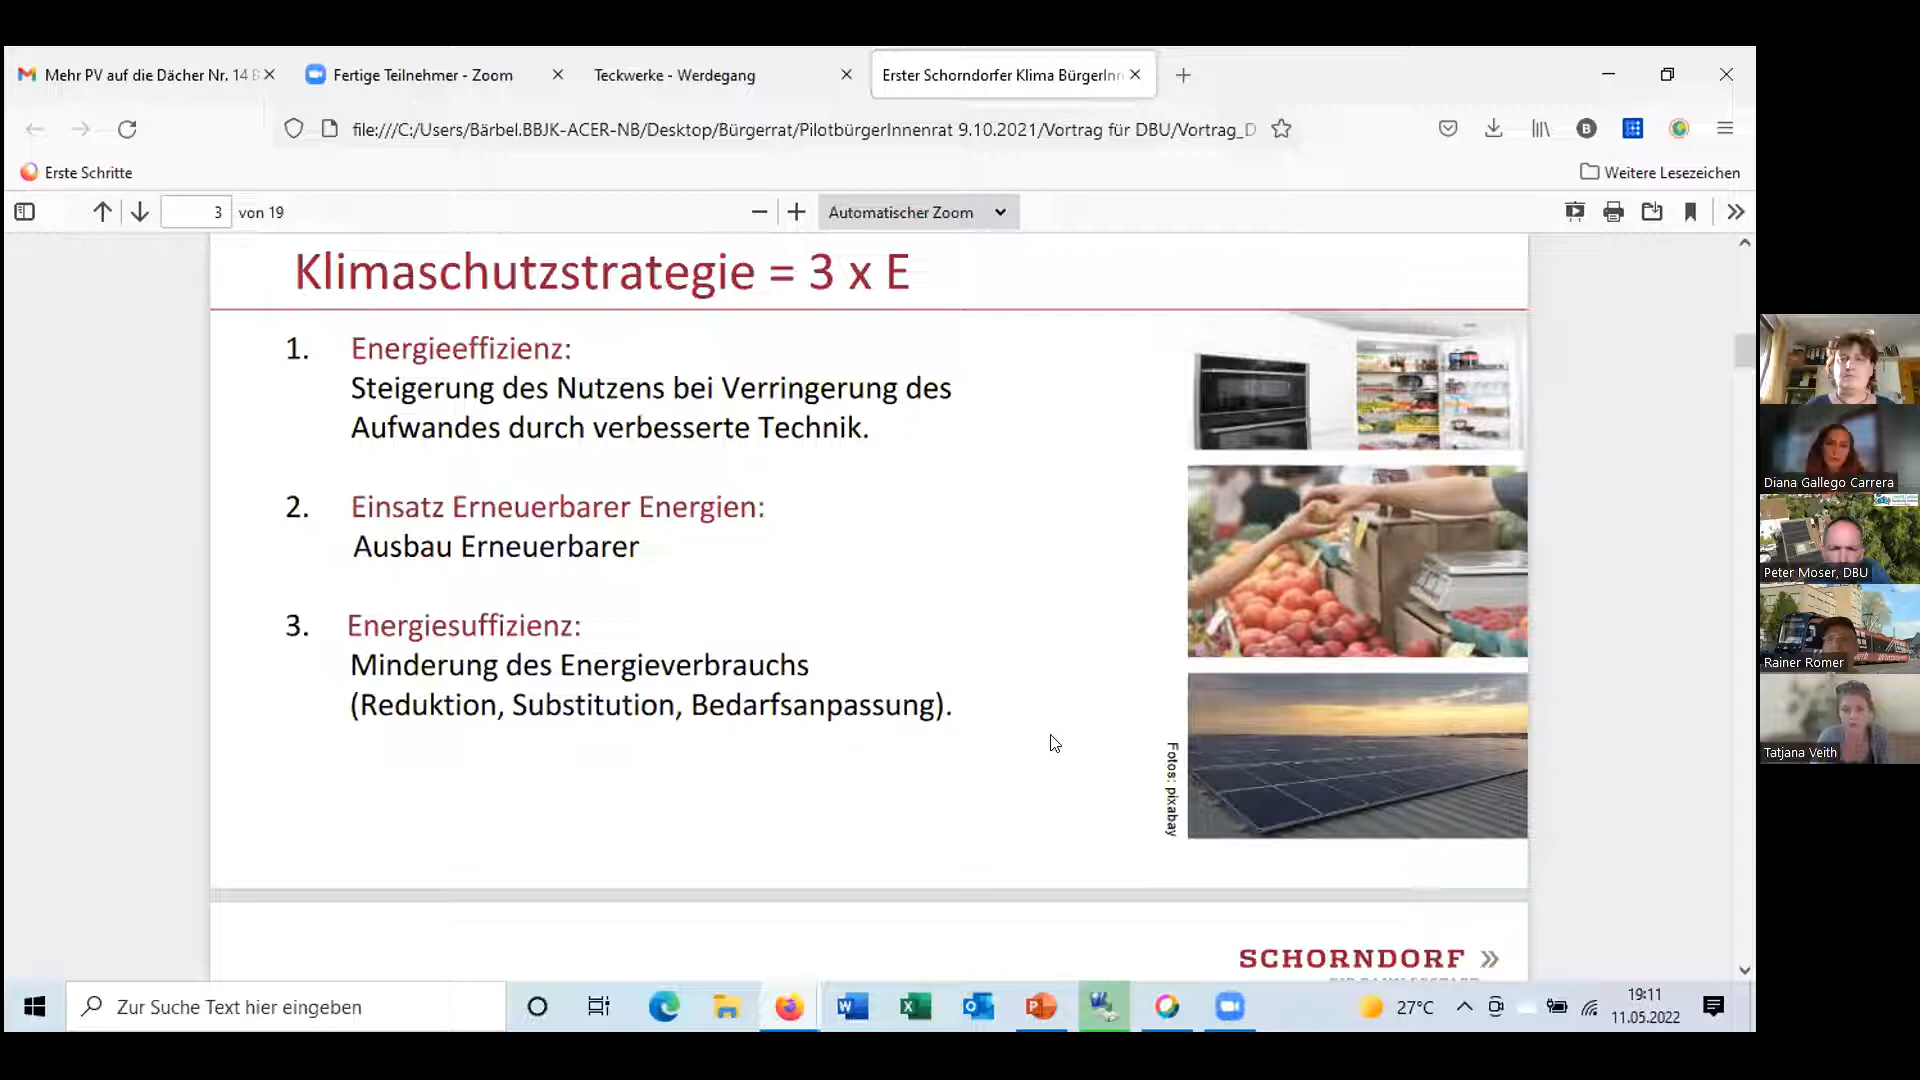 Mehr PV auf die Dächer Nr. 14
Fertige Teilnehmer - Zoom
Teckwerke - Werdegang
Erster Schorndorfer Klima BürgerInn
file:///C:/Users/Bärbel.BBJK-ACER-NB/Desktop/Bürgerrat/PilotbürgerInnenrat 9.10.2021/Vortrag für DBU/Vortrag_D
Erste Schritte
Weitere Lesezeichen
3 von 19
Automatischer Zoom
Klimaschutzstrategie = 3 x E
1. Energieeffizienz:
Steigerung des Nutzens bei Verringerung des
Aufwandes durch verbesserte Technik.
2. Einsatz Erneuerbarer Energien:
Ausbau Erneuerbarer
3. Energiesuffizienz:
Minderung des Energieverbrauchs
(Reduktion, Substitution, Bedarfsanpassung).
Fotos: pixabay
SCHORNDORF
Diana Gallego Carrera
Peter Moser, DBU
Rainer Romer
Tatjana Veith
Zur Suche Text hier eingeben
27°C
19:11
11.05.2022